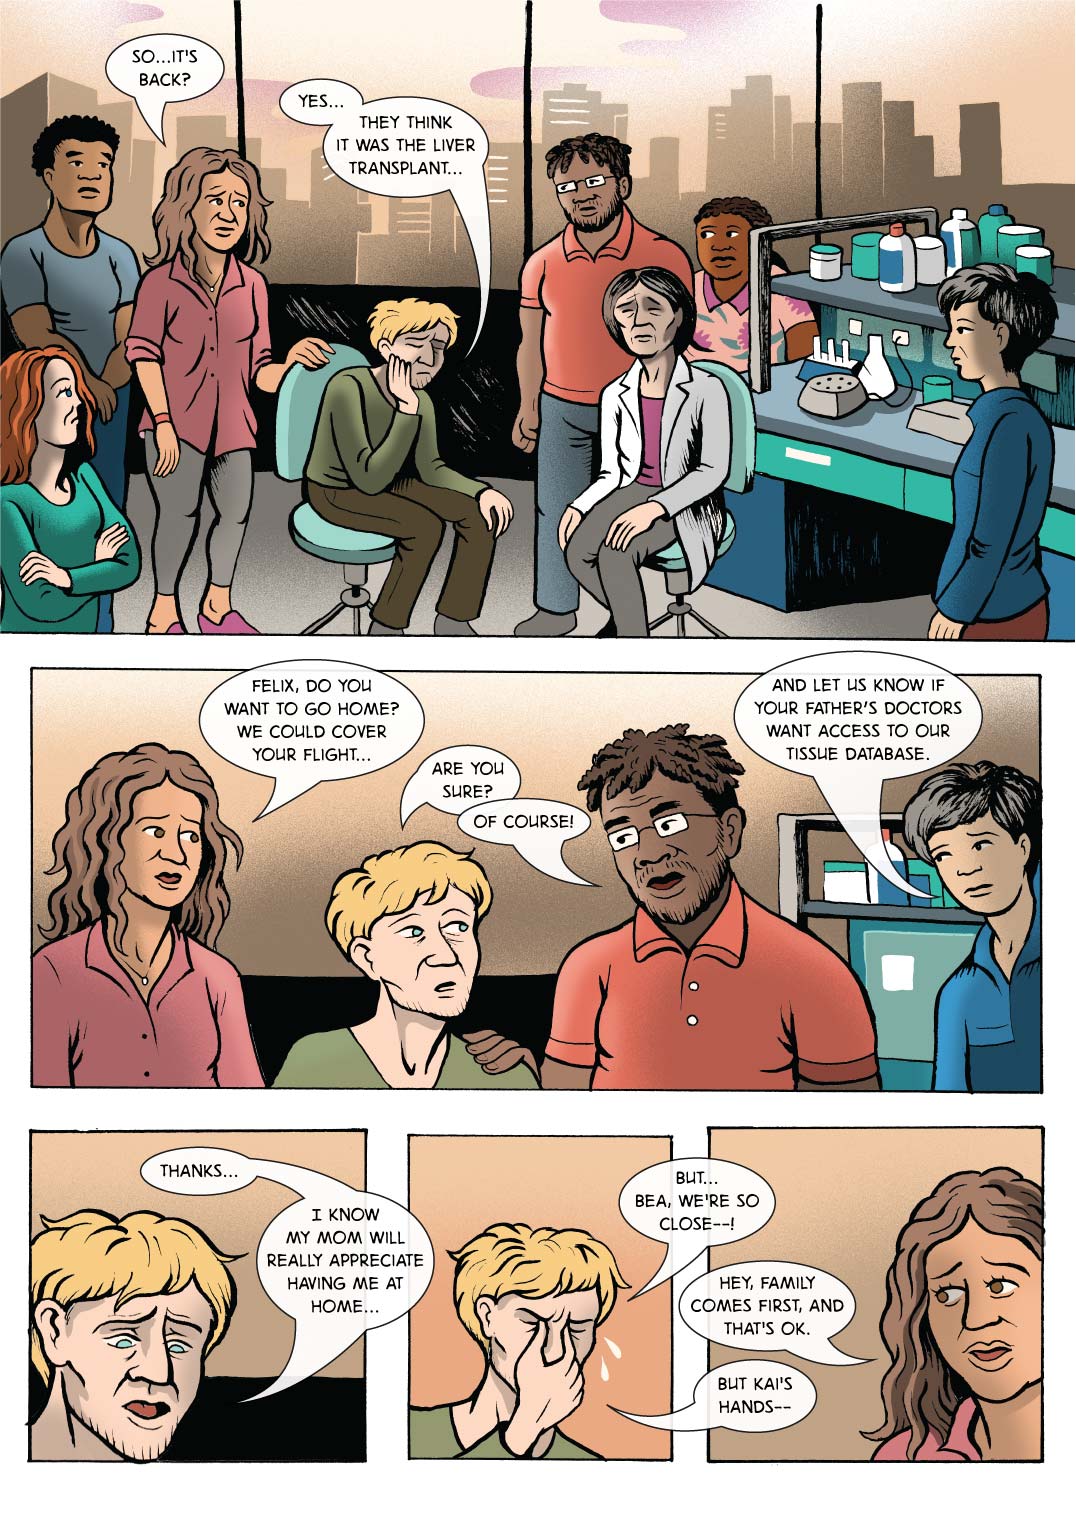 SO...IT'S
BACK?
YES...
THEY THINK
IT WAS THE LIVER
TRANSPLANT...
FELIX, DO YOU
WANT TO GO HOME?
WE COULD COVER
YOUR FLIGHT...
ARE YOU
SURE?
OF COURSE!
AND LET US KNOW IF
YOUR FATHER'S DOCTORS
WANT ACCESS TO OUR
TISSUE DATABASE.
THANKS...
I KNOW
MY MOM WILL
REALLY APPRECIATE
HAVING ME AT
HOME...
BUT...
BEA, WE'RE SO
CLOSE--!
HEY, FAMILY
COMES FIRST, AND
THAT'S OK.
BUT KAI'S
HANDS--